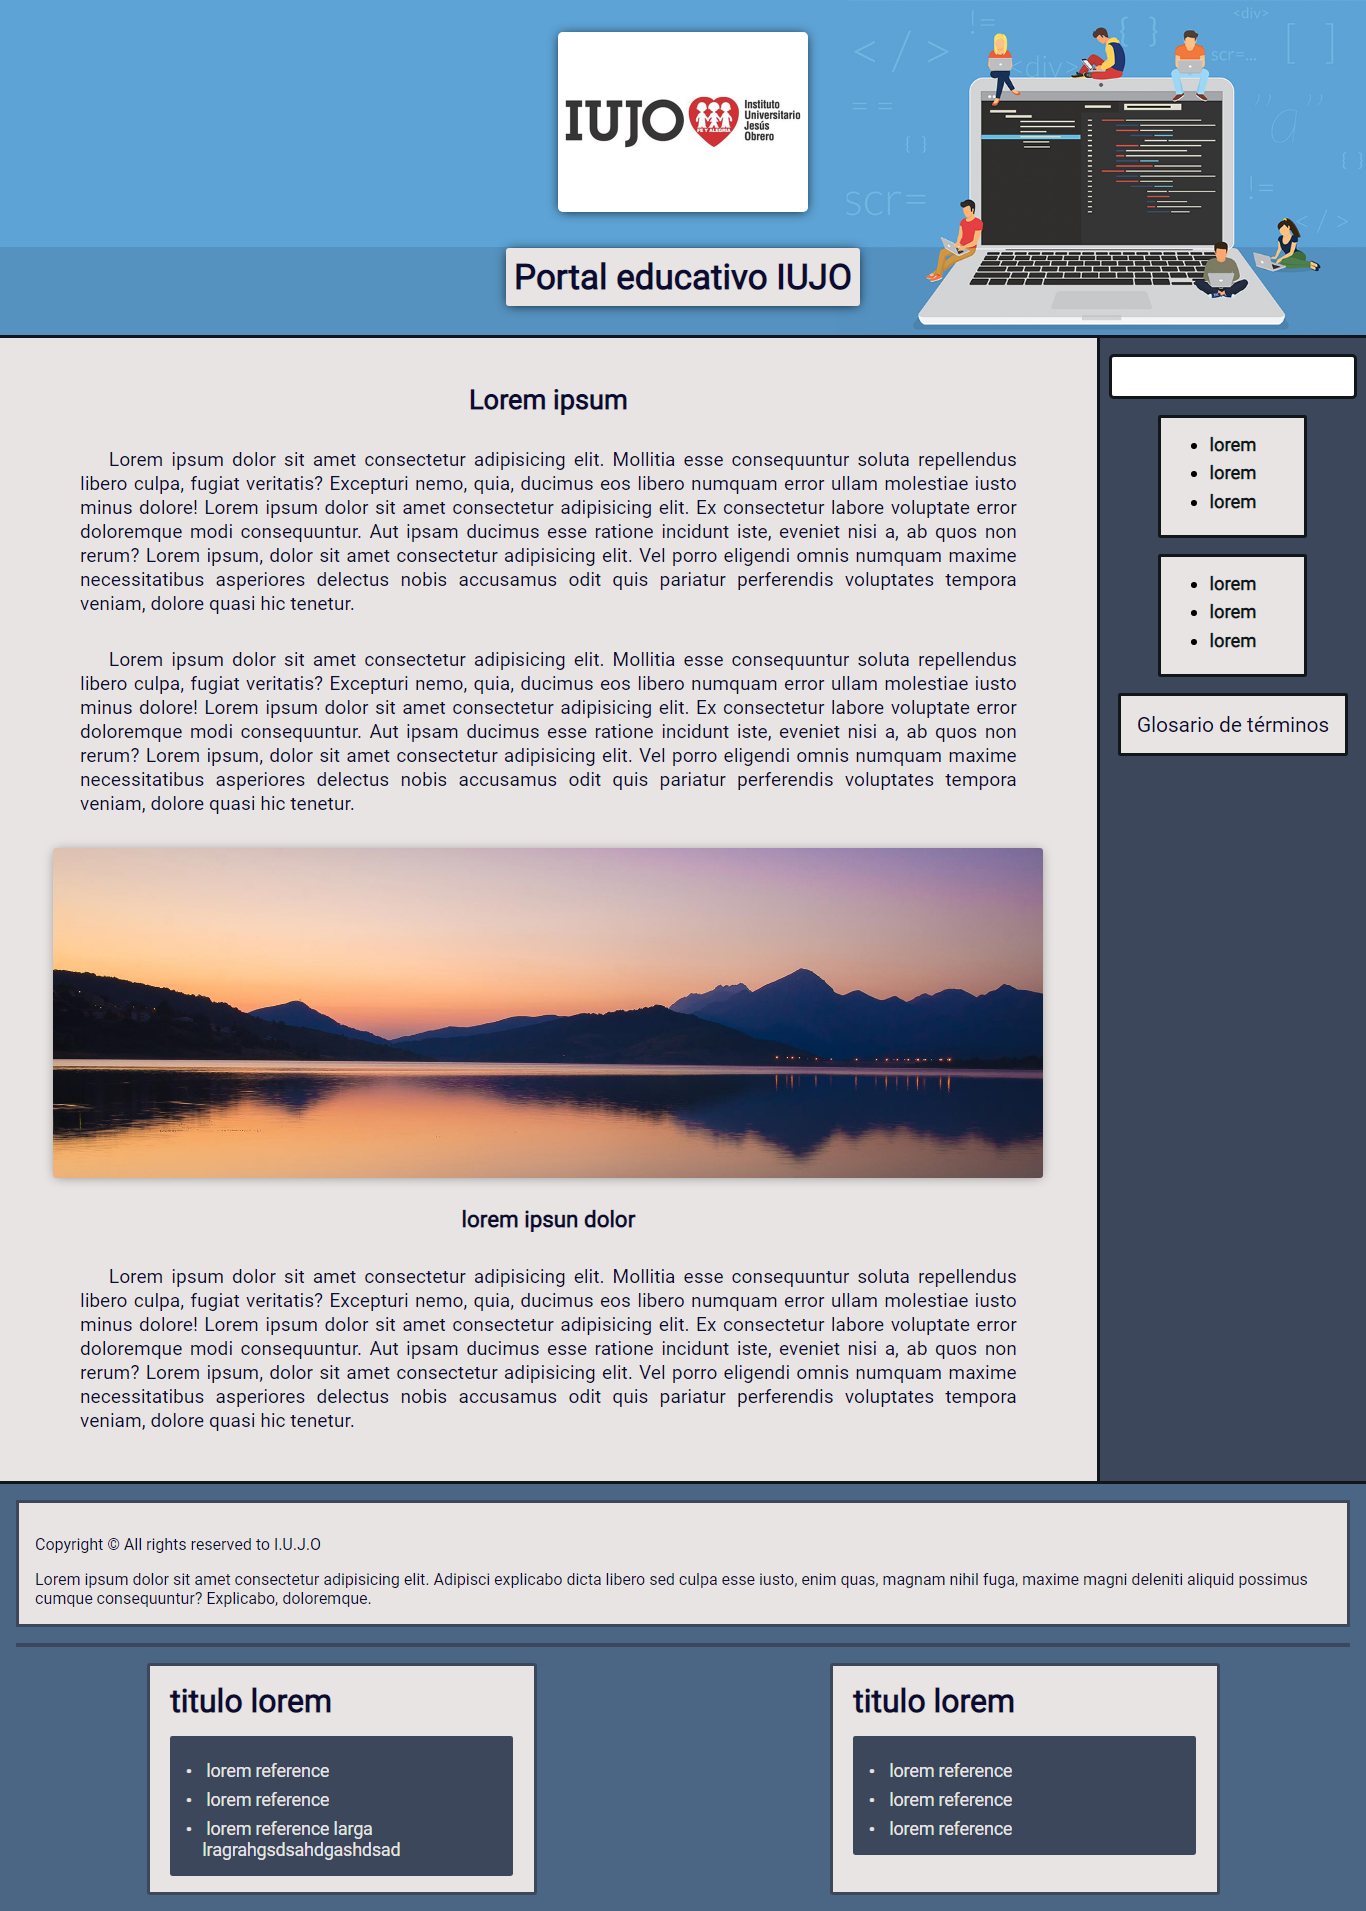 !=
{ }
<div>
[ ]
</>
scr=...
<div>
==
" "
a
{ }
{ }
!=
scr=
</>
IUJO
FE Y ALEGRIA
Instituto
Universitario
Jesús
Obrero
Portal educativo IUJO
Lorem ipsum
Lorem ipsum dolor sit amet consectetur adipisicing elit. Mollitia esse consequuntur soluta repellendus
libero culpa, fugiat veritatis? Excepturi nemo, quia, ducimus eos libero numquam error ullam molestiae iusto
minus dolore! Lorem ipsum dolor sit amet consectetur adipisicing elit. Ex consectetur labore voluptate error
doloremque modi consequuntur. Aut ipsam ducimus esse ratione incidunt iste, eveniet nisi a, ab quos non
rerum? Lorem ipsum, dolor sit amet consectetur adipisicing elit. Vel porro eligendi omnis numquam maxime
necessitatibus asperiores delectus nobis accusamus odit quis pariatur perferendis voluptates tempora
veniam, dolore quasi hic tenetur.
Lorem ipsum dolor sit amet consectetur adipisicing elit. Mollitia esse consequuntur soluta repellendus
libero culpa, fugiat veritatis? Excepturi nemo, quia, ducimus eos libero numquam error ullam molestiae iusto
minus dolore! Lorem ipsum dolor sit amet consectetur adipisicing elit. Ex consectetur labore voluptate error
doloremque modi consequuntur. Aut ipsam ducimus esse ratione incidunt iste, eveniet nisi a, ab quos non
rerum? Lorem ipsum, dolor sit amet consectetur adipisicing elit. Vel porro eligendi omnis numquam maxime
necessitatibus asperiores delectus nobis accusamus odit quis pariatur perferendis voluptates tempora
veniam, dolore quasi hic tenetur.
lorem ipsun dolor
Lorem ipsum dolor sit amet consectetur adipisicing elit. Mollitia esse consequuntur soluta repellendus
libero culpa, fugiat veritatis? Excepturi nemo, quia, ducimus eos libero numquam error ullam molestiae iusto
minus dolore! Lorem ipsum dolor sit amet consectetur adipisicing elit. Ex consectetur labore voluptate error
doloremque modi consequuntur. Aut ipsam ducimus esse ratione incidunt iste, eveniet nisi a, ab quos non
rerum? Lorem ipsum, dolor sit amet consectetur adipisicing elit. Vel porro eligendi omnis numquam maxime
necessitatibus asperiores delectus nobis accusamus odit quis pariatur perferendis voluptates tempora
veniam, dolore quasi hic tenetur.
• lorem
• lorem
• lorem
• lorem
• lorem
• lorem
Glosario de términos
Copyright © All rights reserved to I.U.J.O
Lorem ipsum dolor sit amet consectetur adipisicing elit. Adipisci explicabo dicta libero sed culpa esse iusto, enim quas, magnam nihil fuga, maxime magni deleniti aliquid possimus
cumque consequuntur? Explicabo, doloremque.
titulo lorem
• lorem reference
• lorem reference
• lorem reference larga
lragrahgsdsahdgashdsad
titulo lorem
• lorem reference
• lorem reference
• lorem reference